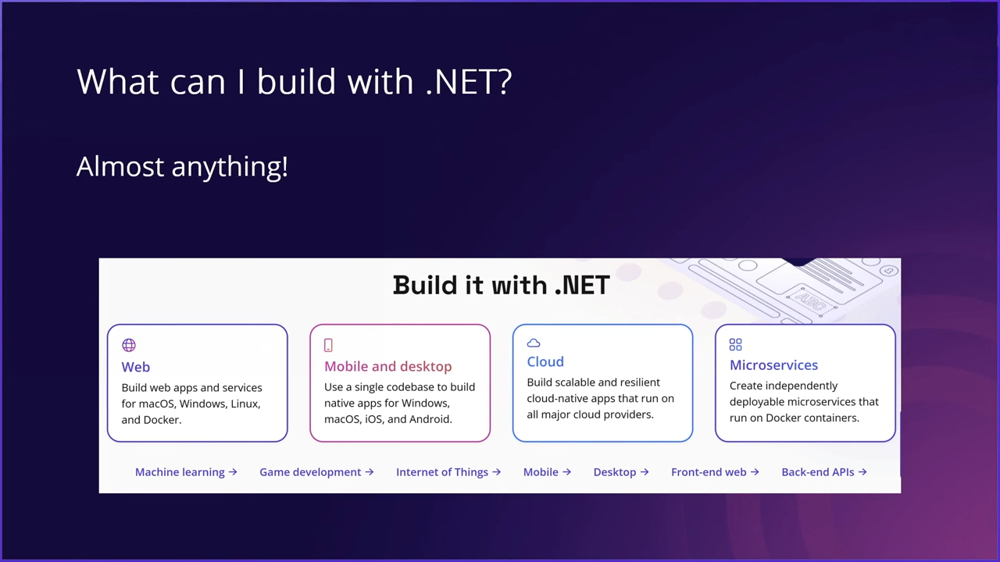 What can I build with .NET?
Almost anything!
Build it with .NET
Web
Build web apps and services
for macOS, Windows, Linux,
and Docker.
Mobile and desktop
Use a single codebase to build
native apps for Windows,
macOS, iOS, and Android.
Cloud
Build scalable and resilient
cloud-native apps that run on
all major cloud providers.
Microservices
Create independently
deployable microservices that
run on Docker containers.
Machine learning → Game development → Internet of Things → Mobile → Desktop → Front-end web → Back-end APIs →
ABC